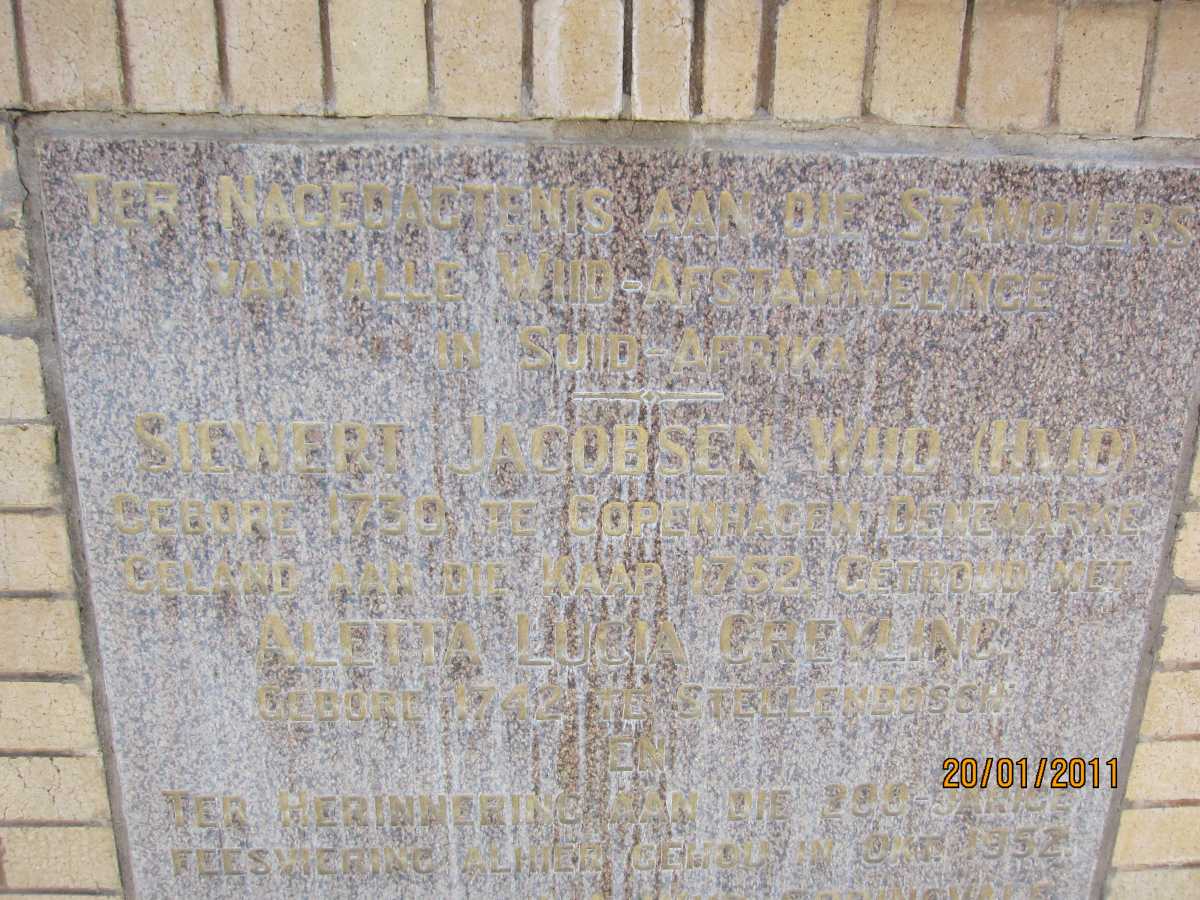 TER NAGEDAGTENIS AAN DIE STAMOUERS
VAN ALLE WIID-AFSTAMMELINGE
IN SUID-AFRIKA
SIEWERT JACOBSEN WIID (HVID)
GEBORE 1730 TE COPENHAGEN DENEMARKE
GELAND AAN DIE KAAP 1752. GETROUD MET
ALETTA LUCIA GREYLING
GEBORE 1742 TE STELLENBOSCH
EN
TER HERINNERING AAN DIE 200-JARIGE
FEESVIERING ALHIER GEHOU IN OKT. 1952
20/01/2011